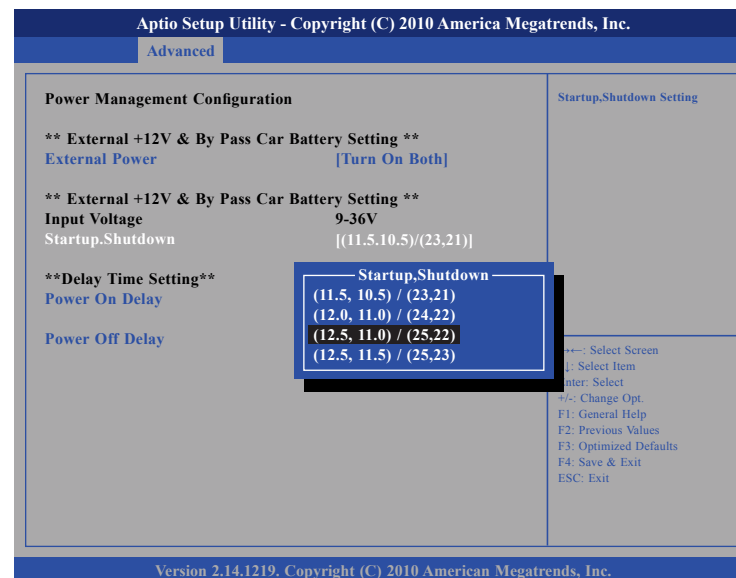 Aptio Setup Utility - Copyright (C) 2010 America Megatrends, Inc.
Advanced
Power Management Configuration
** External +12V & By Pass Car Battery Setting **
External Power [Turn On Both]
** External +12V & By Pass Car Battery Setting **
Input Voltage 9-36V
Startup.Shutdown [(11.5.10.5)/(23,21)]
**Delay Time Setting**
Power On Delay
Power Off Delay
Startup,Shutdown
(11.5, 10.5) / (23,21)
(12.0, 11.0) / (24,22)
(12.5, 11.0) / (25,22)
(12.5, 11.5) / (25,23)
Startup,Shutdown Setting
→←: Select Screen
↓: Select Item
Enter: Select
+/-: Change Opt.
F1: General Help
F2: Previous Values
F3: Optimized Defaults
F4: Save & Exit
ESC: Exit
Version 2.14.1219. Copyright (C) 2010 American Megatrends, Inc.